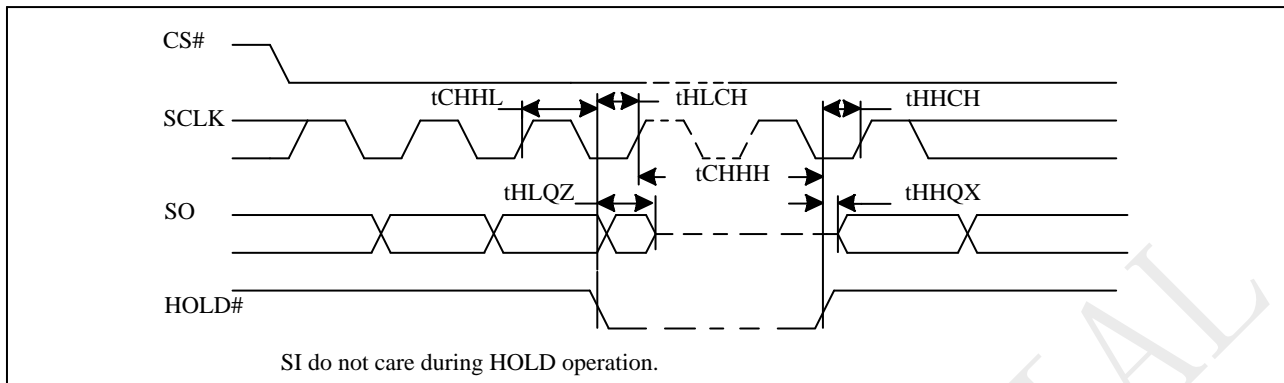 CS#
tCHHL tHLCH tHHCH
SCLK
tCHHH
tHLQZ tHHQX
SO
HOLD#
SI do not care during HOLD operation.